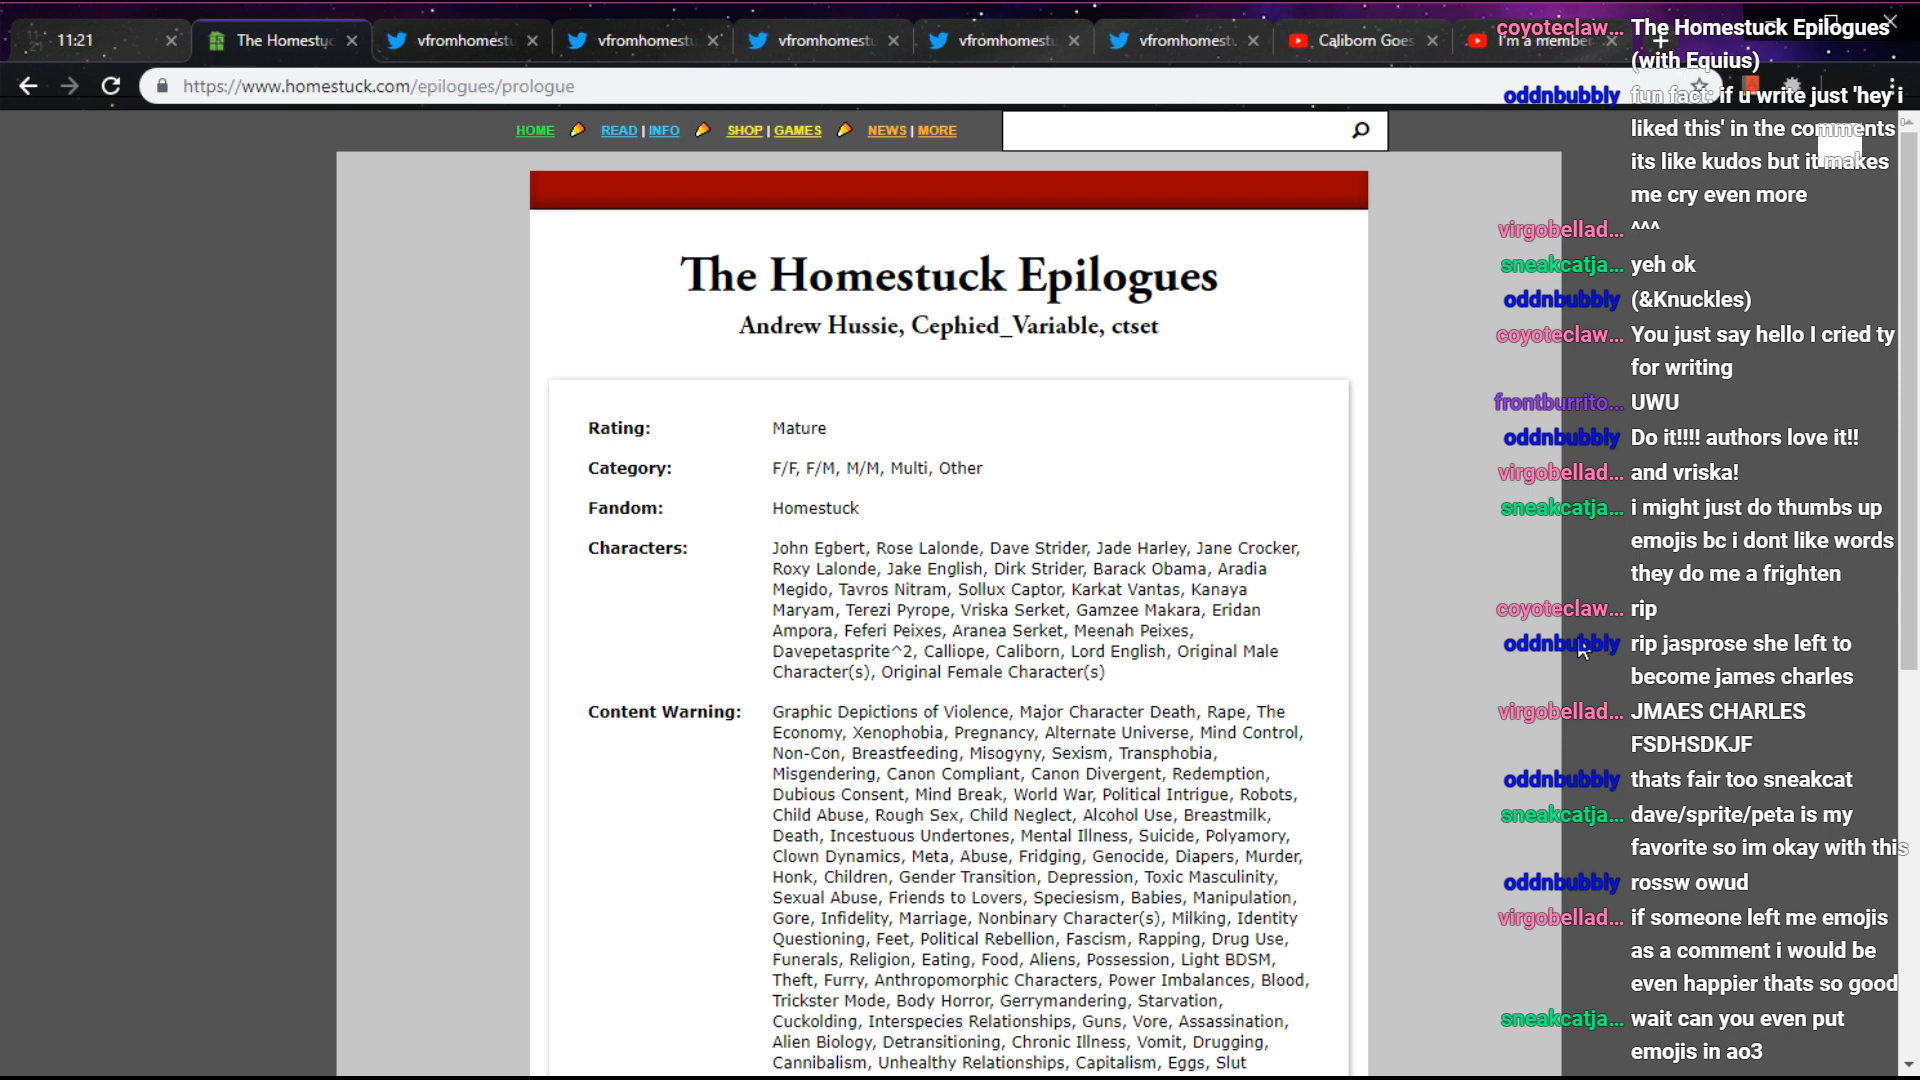 11:21
The Homestuc
vfromhomest
vfromhomest
vfromhomest
vfromhomest
vfromhomest
Caliborn Goes
I'm a member
https://www.homestuck.com/epilogues/prologue
HOME
READ | INFO
SHOP | GAMES
NEWS | MORE
The Homestuck Epilogues
Andrew Hussie, Cephied_Variable, ctset
Rating: Mature
Category: F/F, F/M, M/M, Multi, Other
Fandom: Homestuck
Characters: John Egbert, Rose Lalonde, Dave Strider, Jade Harley, Jane Crocker,
Roxy Lalonde, Jake English, Dirk Strider, Barack Obama, Aradia
Megido, Tavros Nitram, Sollux Captor, Karkat Vantas, Kanaya
Maryam, Terezi Pyrope, Vriska Serket, Gamzee Makara, Eridan
Ampora, Feferi Peixes, Aranea Serket, Meenah Peixes,
Davepetasprite^2, Calliope, Caliborn, Lord English, Original Male
Character(s), Original Female Character(s)
Content Warning: Graphic Depictions of Violence, Major Character Death, Rape, The
Economy, Xenophobia, Pregnancy, Alternate Universe, Mind Control,
Non-Con, Breastfeeding, Misogyny, Sexism, Transphobia,
Misgendering, Canon Compliant, Canon Divergent, Redemption,
Dubious Consent, Mind Break, World War, Political Intrigue, Robots,
Child Abuse, Rough Sex, Child Neglect, Alcohol Use, Breastmilk,
Death, Incestuous Undertones, Mental Illness, Suicide, Polyamory,
Clown Dynamics, Meta, Abuse, Fridging, Genocide, Diapers, Murder,
Honk, Children, Gender Transition, Depression, Toxic Masculinity,
Sexual Abuse, Friends to Lovers, Speciesism, Babies, Manipulation,
Gore, Infidelity, Marriage, Nonbinary Character(s), Milking, Identity
Questioning, Feet, Political Rebellion, Fascism, Rapping, Drug Use,
Funerals, Religion, Eating, Food, Aliens, Possession, Light BDSM,
Theft, Furry, Anthropomorphic Characters, Power Imbalances, Blood,
Trickster Mode, Body Horror, Gerrymandering, Starvation,
Cuckolding, Interspecies Relationships, Guns, Vore, Assassination,
Alien Biology, Detransitioning, Chronic Illness, Vomit, Drugging,
Cannibalism, Unhealthy Relationships, Capitalism, Eggs, Slut
coyoteclaw... The Homestuck Epilogues
(with Equius)
oddnbubbly fun fact: if u write just 'hey i
liked this' in the comments
its like kudos but it makes
me cry even more
virgobellad... ^^^
sneakcatja... yeh ok
oddnbubbly (&Knuckles)
coyoteclaw... You just say hello I cried ty
for writing
frontburrito... UWU
oddnbubbly Do it!!!! authors love it!!
virgobellad... and vriska!
sneakcatja... i might just do thumbs up
emojis bc i dont like words
they do me a frighten
coyoteclaw... rip
oddnbubbly rip jasprose she left to
become james charles
virgobellad... JMAES CHARLES
FSDHSDKJF
oddnbubbly thats fair too sneakcat
sneakcatja... dave/sprite/peta is my
favorite so im okay with this
oddnbubbly rossw owud
virgobellad... if someone left me emojis
as a comment i would be
even happier thats so good
sneakcatja... wait can you even put
emojis in ao3